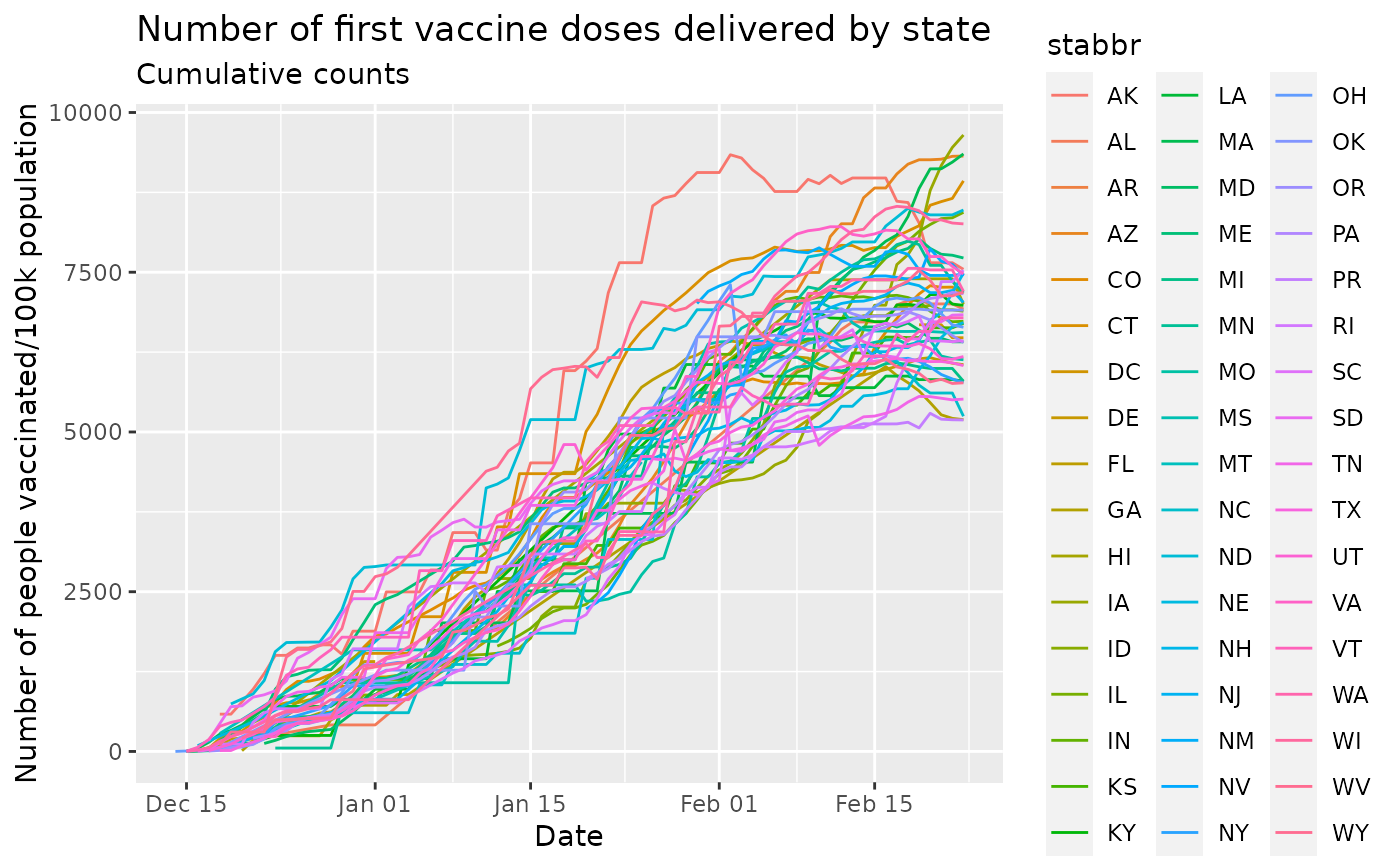 Number of first vaccine doses delivered by state
Cumulative counts
Number of people vaccinated/100k population
10000
7500
5000
2500
0
Dec 15 Jan 01 Jan 15 Feb 01 Feb 15
Date
stabbr
AK LA OH
AL MA OK
AR MD OR
AZ ME PA
CO MI PR
CT MN RI
DC MO SC
DE MS SD
FL MT TN
GA NC TX
HI ND UT
IA NE VA
ID NH VT
IL NJ WA
IN NM WI
KS NV WV
KY NY WY